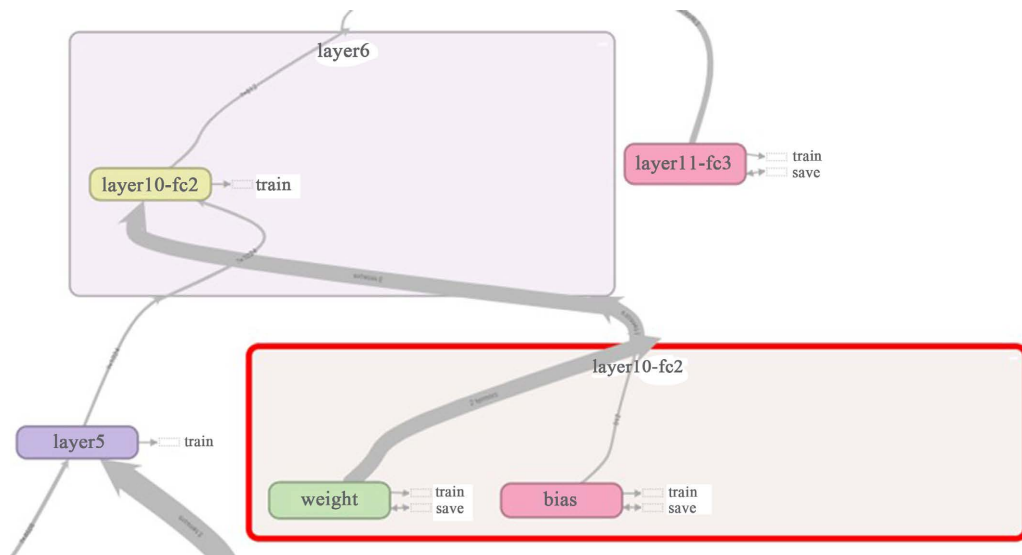 layer6
layer11-fc3
train
save
layer10-fc2
train
layer10-fc2
layer5
train
weight
train
save
bias
train
save